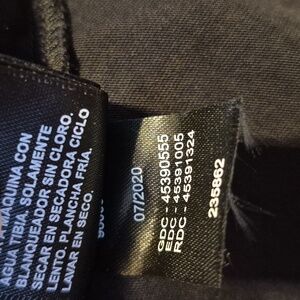 MAQUINA CON
AGUA TIBIA. SOLAMENTE
BLANQUEADOR SIN CLORO.
SECAR EN SECADORA CICLO
LENTO. PLANCHA FRÍA.
LAVAR EN SECO.
07/2020
GDC - 45390555
EDC - 45391005
RDC - 45391324
235862